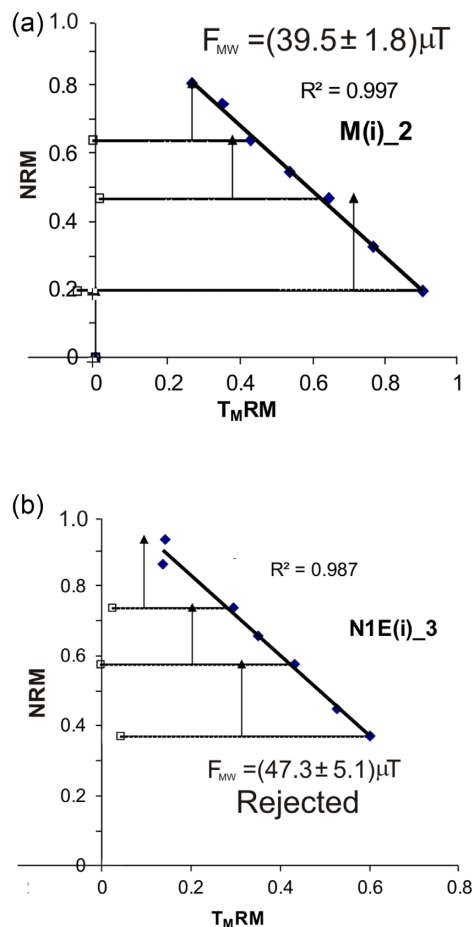 (a)
1.0
F_MW =(39.5± 1.8)μT
R² = 0.997
0.8
M(i)_2
0.6
NRM
0.4
0.2
0
0 0.2 0.4 0.6 0.8 1
T_MRM
(b)
1.0
R² = 0.987
0.8
N1E(i)_3
0.6
NRM
0.4
F_MW =(47.3± 5.1)μT
Rejected
0.2
0
0 0.2 0.4 0.6 0.8
T_MRM